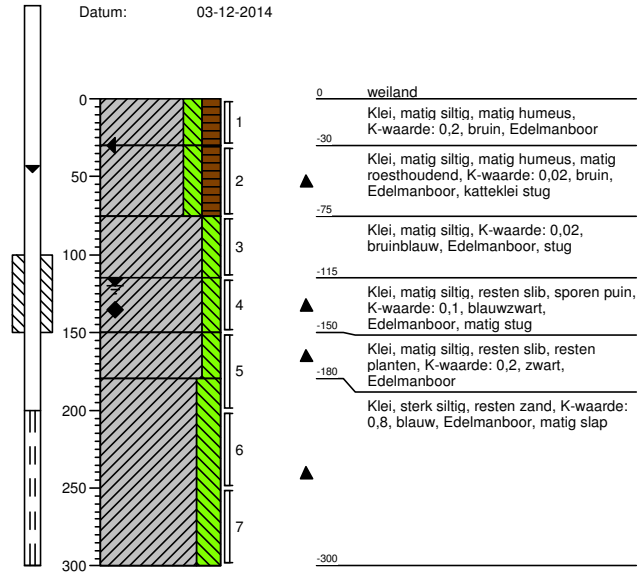 Datum: 03-12-2014
0
50
100
150
200
250
300
1
2
3
4
5
6
7
0 weiland
Klei, matig siltig, matig humeus,
K-waarde: 0,2, bruin, Edelmanboor
-30
Klei, matig siltig, matig humeus, matig
roesthoudend, K-waarde: 0,02, bruin,
Edelmanboor, katteklei stug
-75
Klei, matig siltig, K-waarde: 0,02,
bruinblauw, Edelmanboor, stug
-115
Klei, matig siltig, resten slib, sporen puin,
K-waarde: 0,1, blauwzwart,
Edelmanboor, matig stug
-150
Klei, matig siltig, resten slib, resten
planten, K-waarde: 0,2, zwart,
Edelmanboor
-180
Klei, sterk siltig, resten zand, K-waarde:
0,8, blauw, Edelmanboor, matig slap
-300